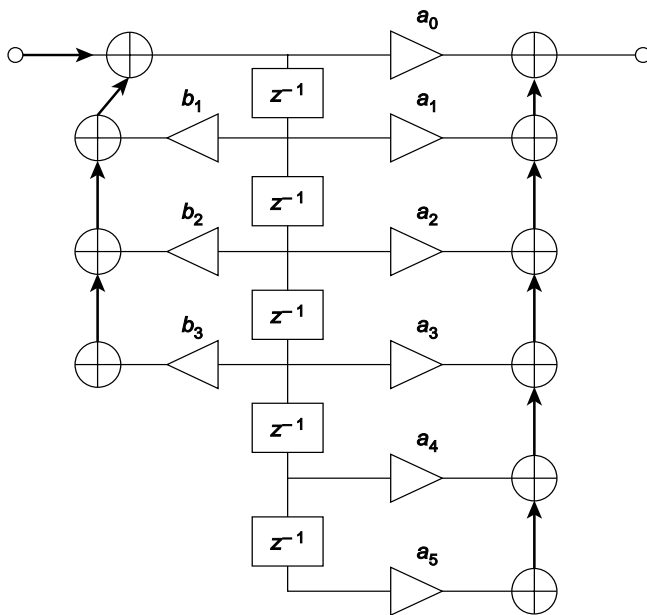 a₀
z⁻¹
b₁ a₁
z⁻¹
b₂ a₂
z⁻¹
b₃ a₃
z⁻¹
a₄
z⁻¹
a₅